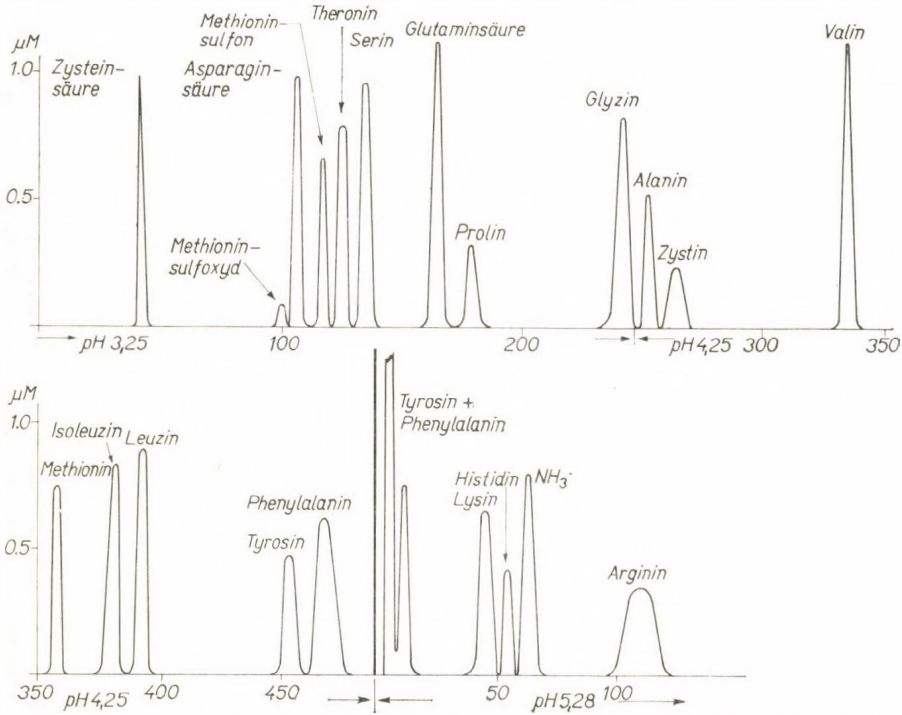 µM
1.0
0.5
Zystein-
säure
Methionin-
sulfoxyd
Asparagin-
säure
Methionin-
sulfon
Theronin
Serin
Glutaminsäure
Prolin
Glyzin
Alanin
Zystin
Valin
pH 3,25
100
200
pH 4,25
300
350
µM
1.0
0.5
Methionin
Isoleuzin
Leuzin
Tyrosin
Phenylalanin
Tyrosin +
Phenylalanin
Histidin
Lysin
NH3
Arginin
350
pH 4,25
400
450
50
pH 5,28
100